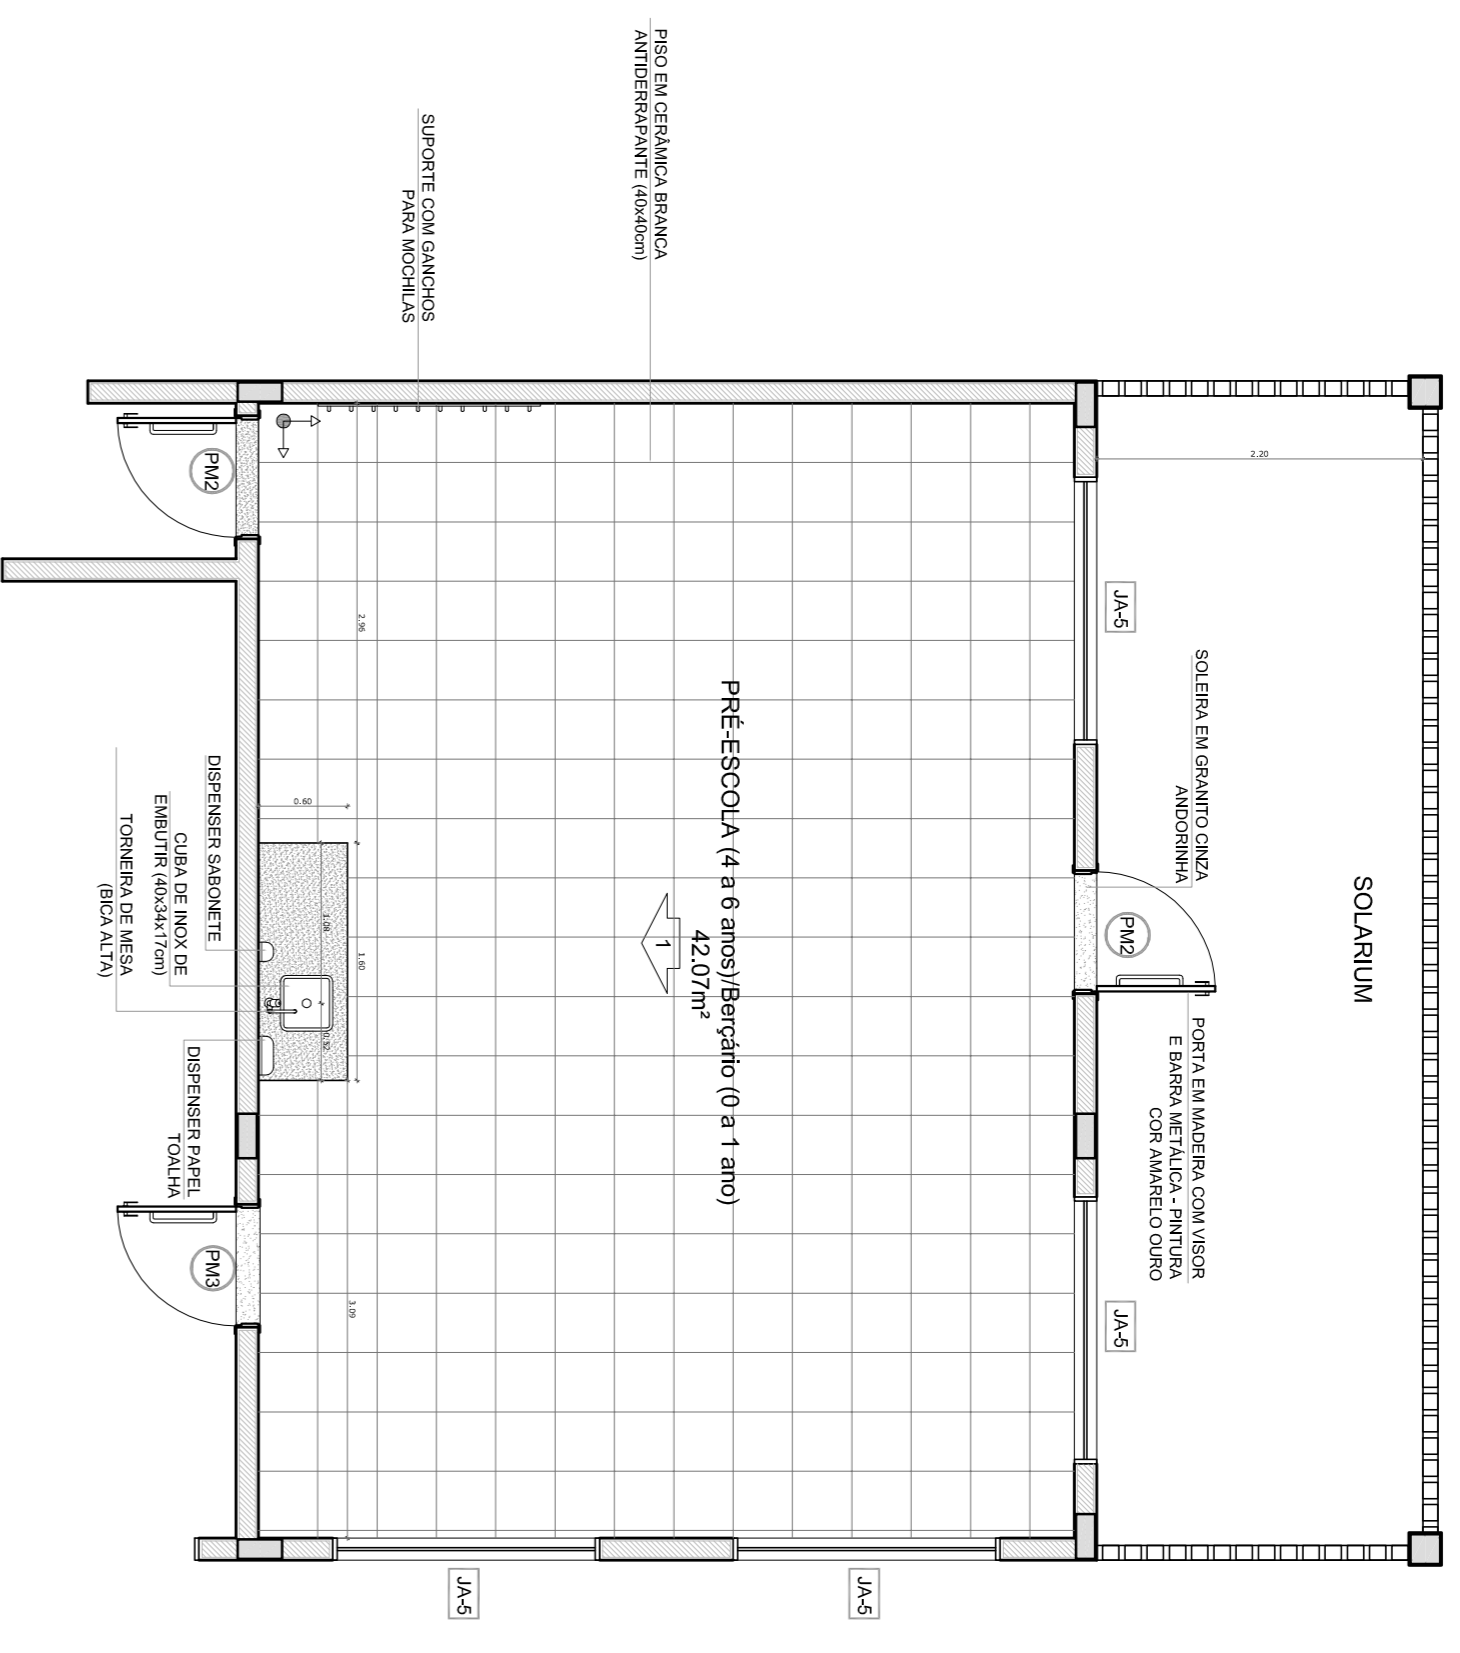 SOLARIUM
2.20
SOLEIRA EM GRANITO CINZA
ANDORINHA
PORTA EM MADEIRA COM VISOR
E BARRA METÁLICA - PINTURA
COR AMARELO OURO
PM2
JA-5
JA-5
JA-5
PRÉ-ESCOLA (4 a 6 anos)/Berçário (0 a 1 ano)
42.07m²
1
PISO EM CERÂMICA BRANCA
ANTIDERRAPANTE (40x40cm)
JA-5
SUPORTE COM GANCHOS
PARA MOCHILAS
2.96
1.60
3.09
1.08
0.52
0.60
PM2
PM3
DISPENSER SABONETE
CUBA DE INOX DE
EMBUTIR (40x34x17cm)
TORNEIRA DE MESA
(BICA ALTA)
DISPENSER PAPEL
TOALHA